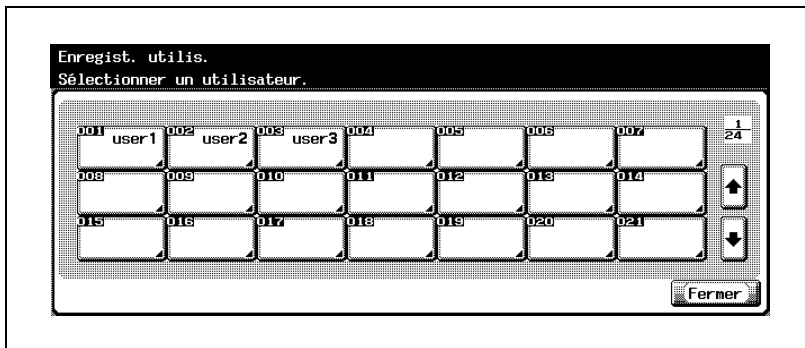 Enregist. utilis.
Sélectionner un utilisateur.
001 user1 002 user2 003 user3 004 005 006 007
1
24
008 009 010 011 012 013 014
015 016 017 018 019 020 021
Fermer